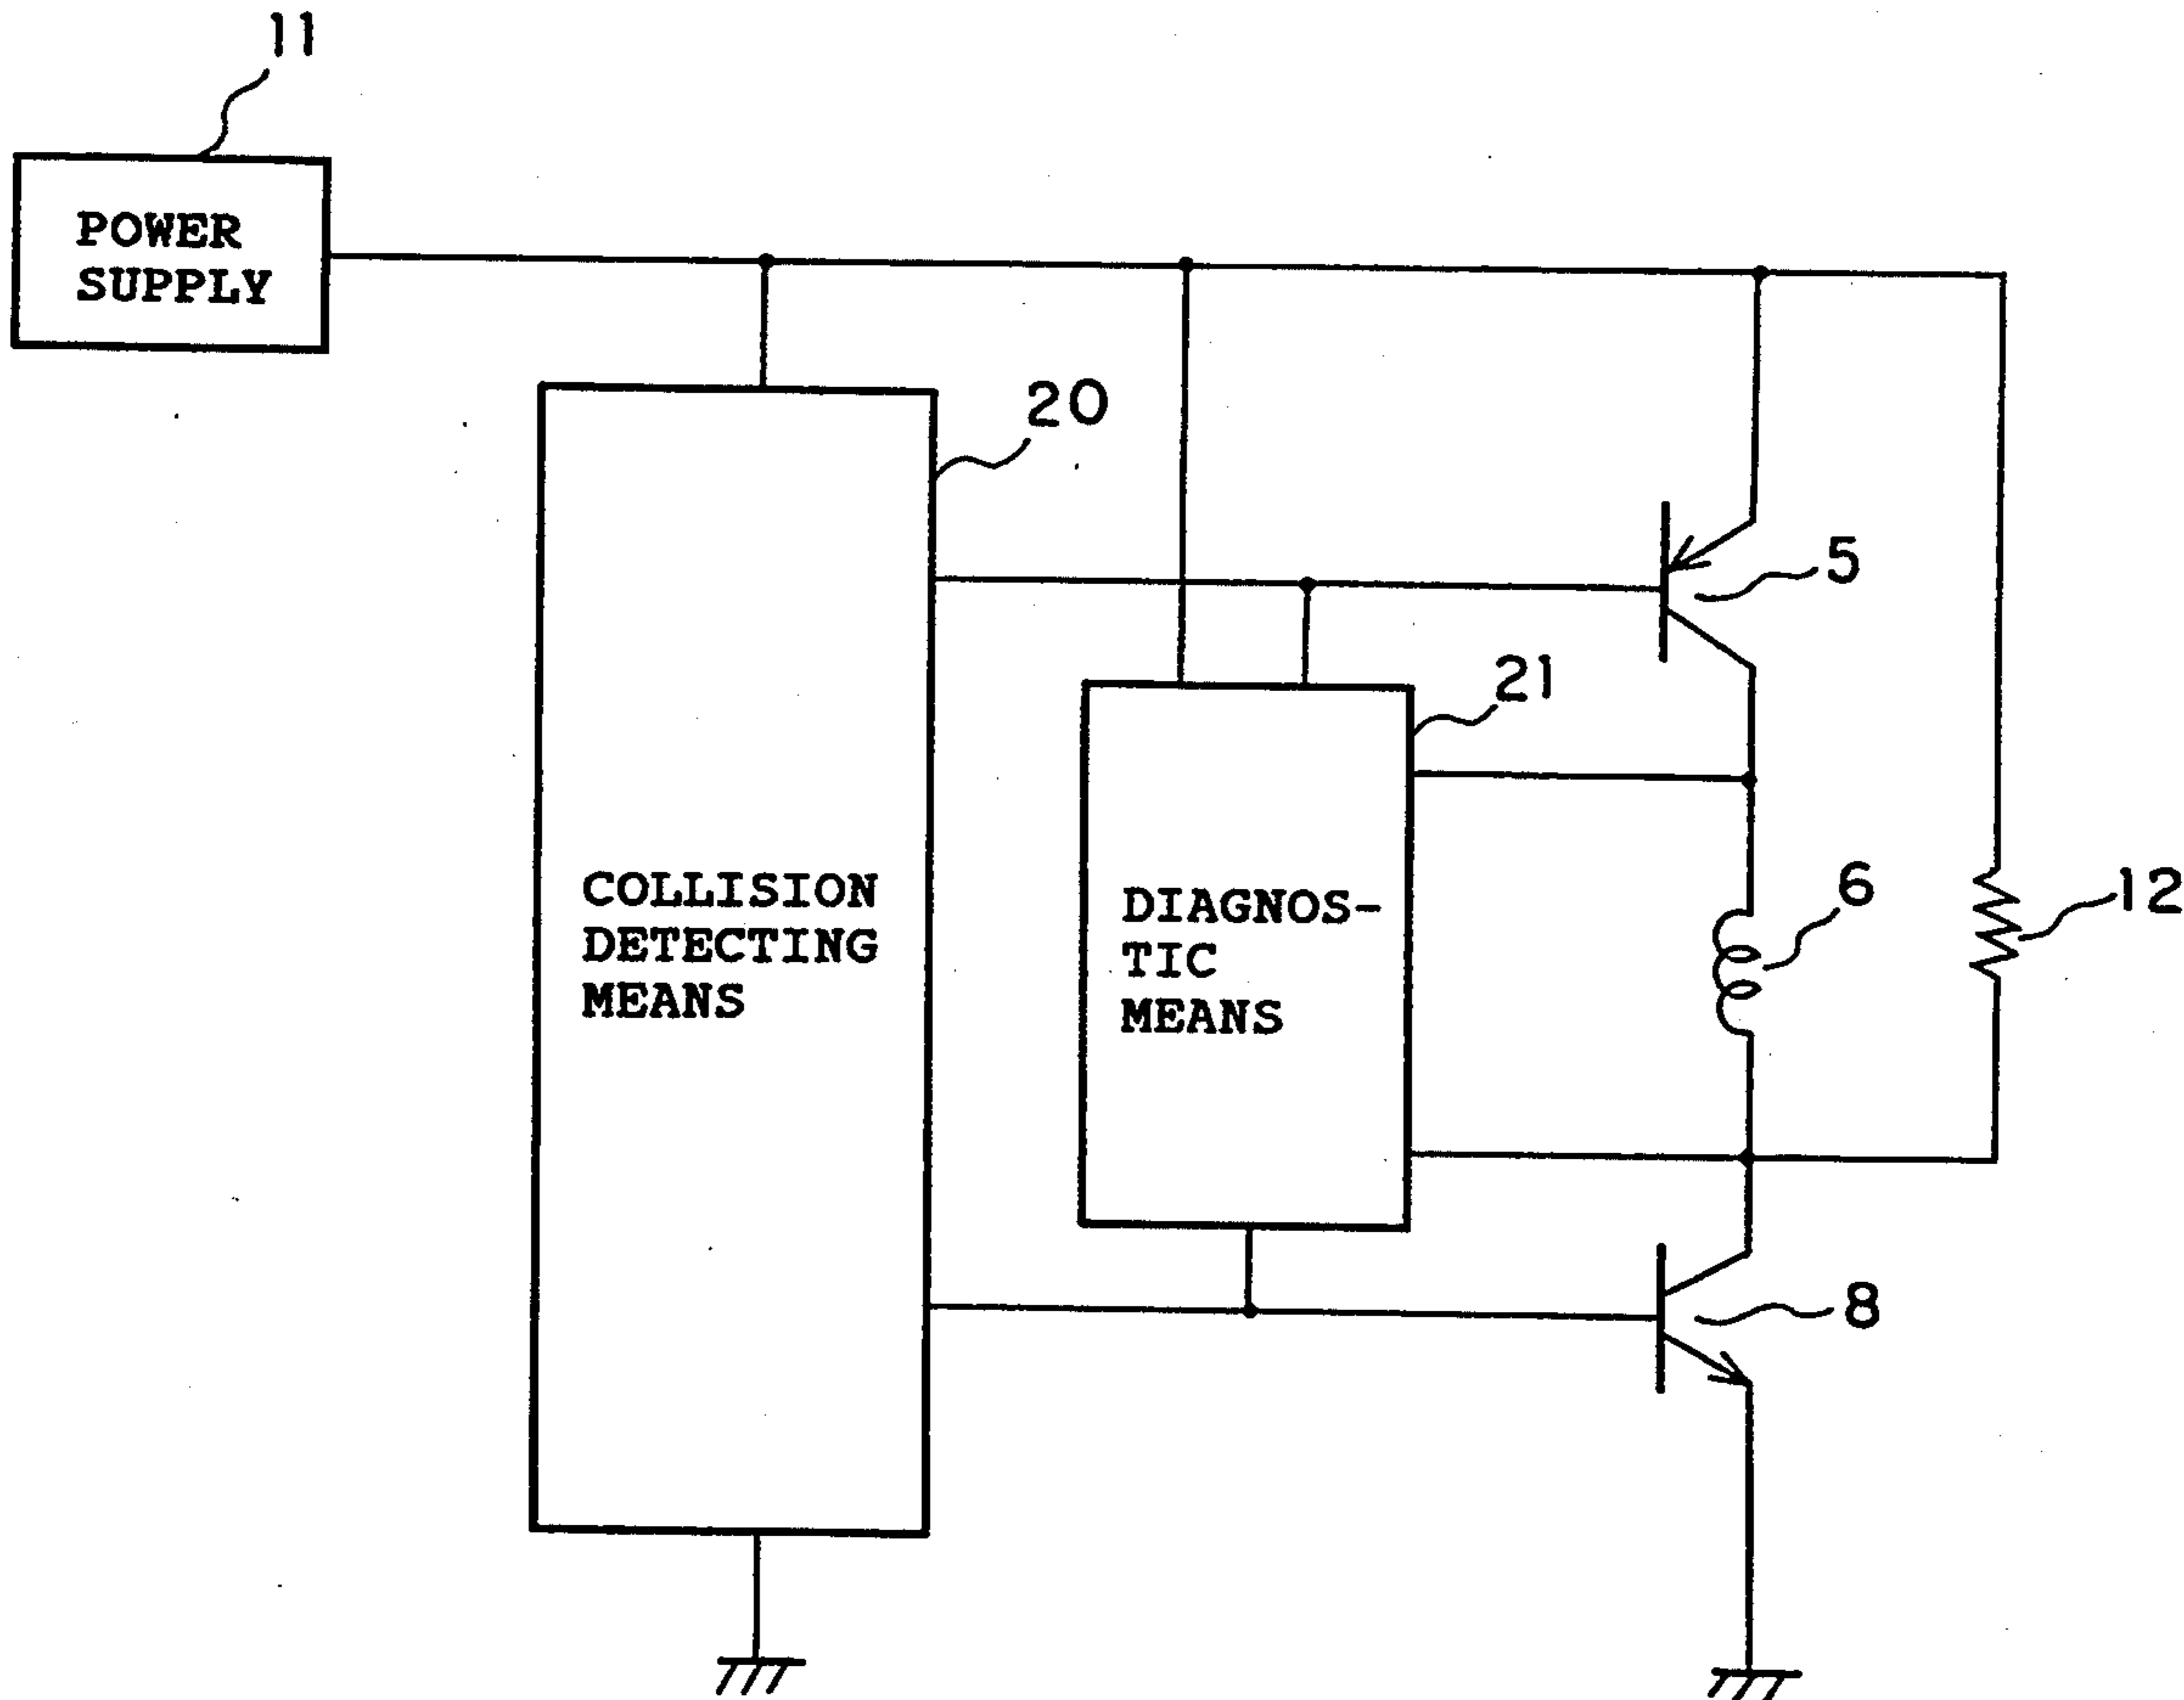 11
POWER
SUPPLY
20
5
21
COLLISION
DETECTING
MEANS
DIAGNOS-
TIC
MEANS
6
12
8